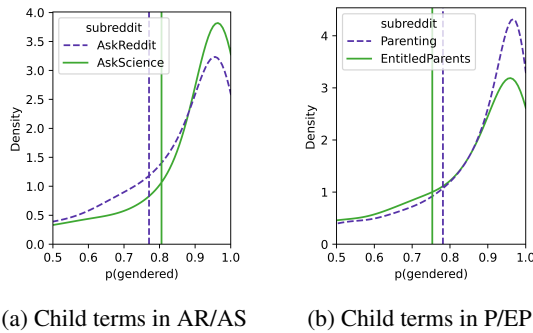 4.0
3.5
3.0
2.5
2.0
1.5
1.0
0.5
0.0
Density
subreddit
AskReddit
AskScience
0.5 0.6 0.7 0.8 0.9 1.0
p(gendered)
(a) Child terms in AR/AS
4
3
2
1
0
Density
subreddit
Parenting
EntitledParents
0.5 0.6 0.7 0.8 0.9 1.0
p(gendered)
(b) Child terms in P/EP